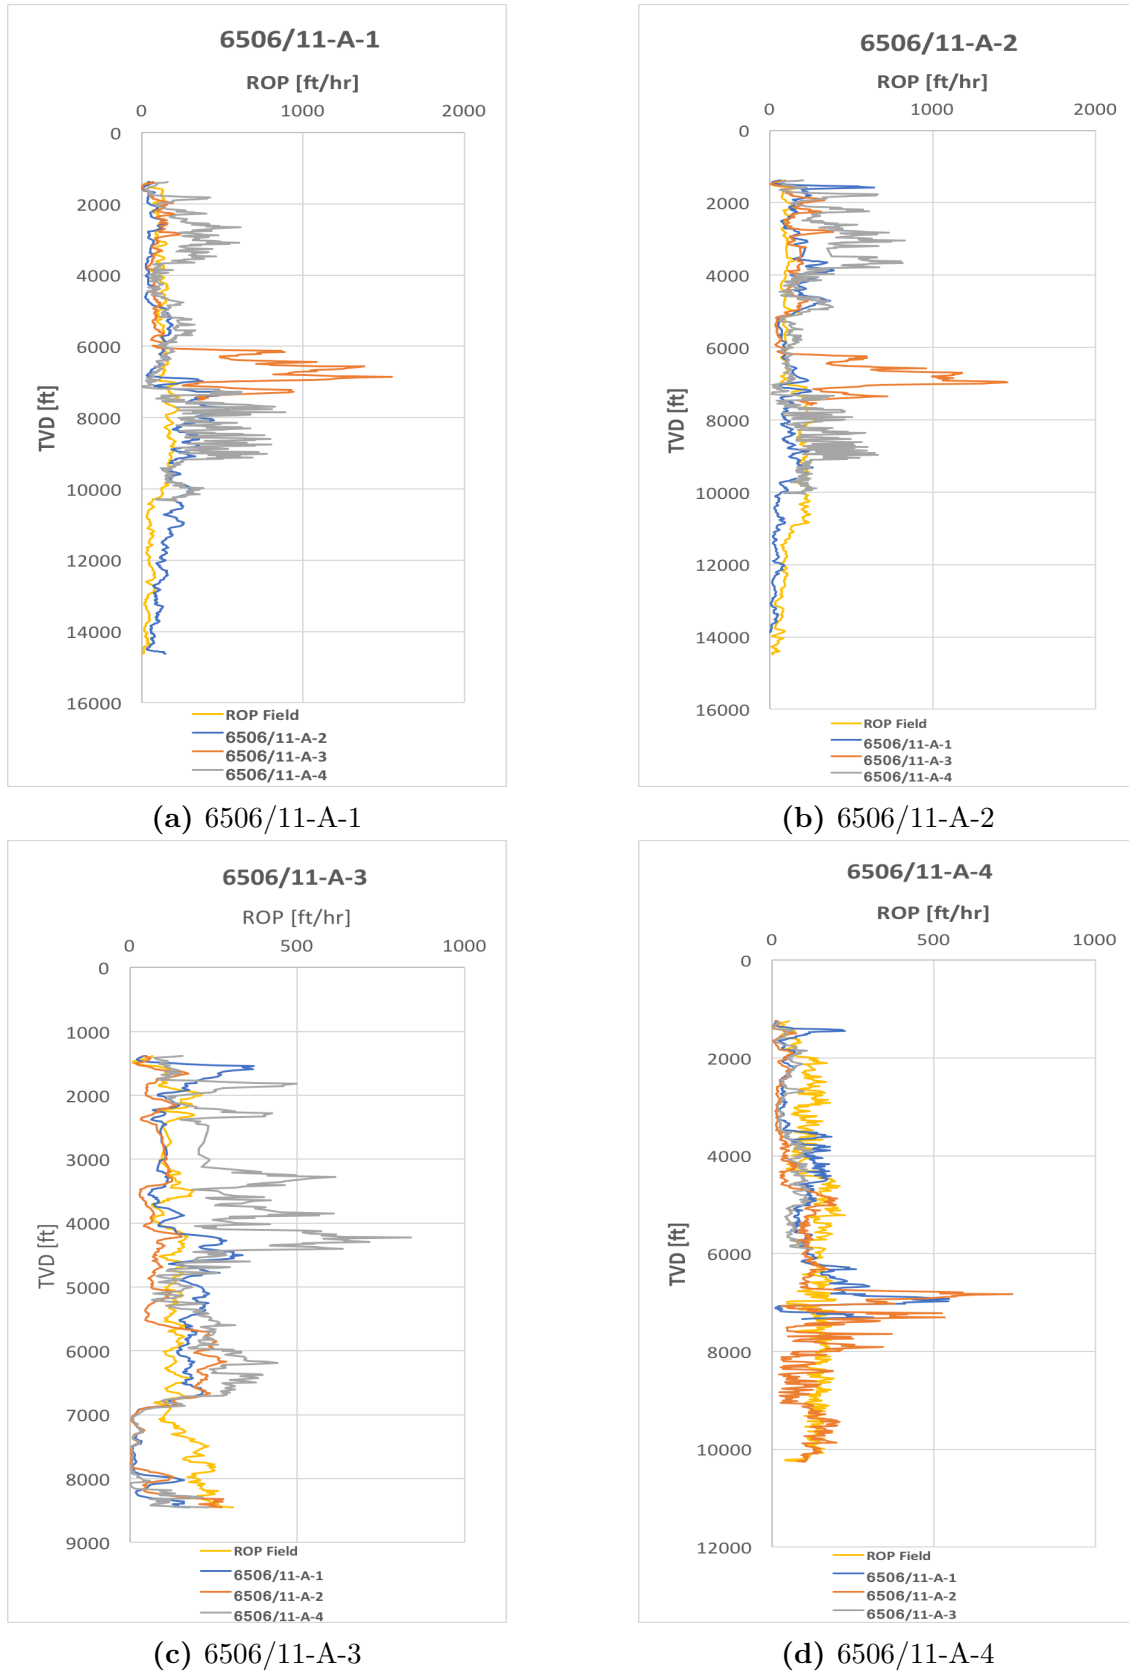 6506/11-A-1
ROP [ft/hr]
0 1000 2000
0
2000
4000
6000
8000
10000
12000
14000
16000
TVD [ft]
ROP Field
6506/11-A-2
6506/11-A-3
6506/11-A-4
(a) 6506/11-A-1
6506/11-A-2
ROP [ft/hr]
0 1000 2000
0
2000
4000
6000
8000
10000
12000
14000
16000
TVD [ft]
ROP Field
6506/11-A-1
6506/11-A-3
6506/11-A-4
(b) 6506/11-A-2
6506/11-A-3
ROP [ft/hr]
0 500 1000
0
1000
2000
3000
4000
5000
6000
7000
8000
9000
TVD [ft]
ROP Field
6506/11-A-1
6506/11-A-2
6506/11-A-4
(c) 6506/11-A-3
6506/11-A-4
ROP [ft/hr]
0 500 1000
0
2000
4000
6000
8000
10000
12000
TVD [ft]
ROP Field
6506/11-A-1
6506/11-A-2
6506/11-A-3
(d) 6506/11-A-4